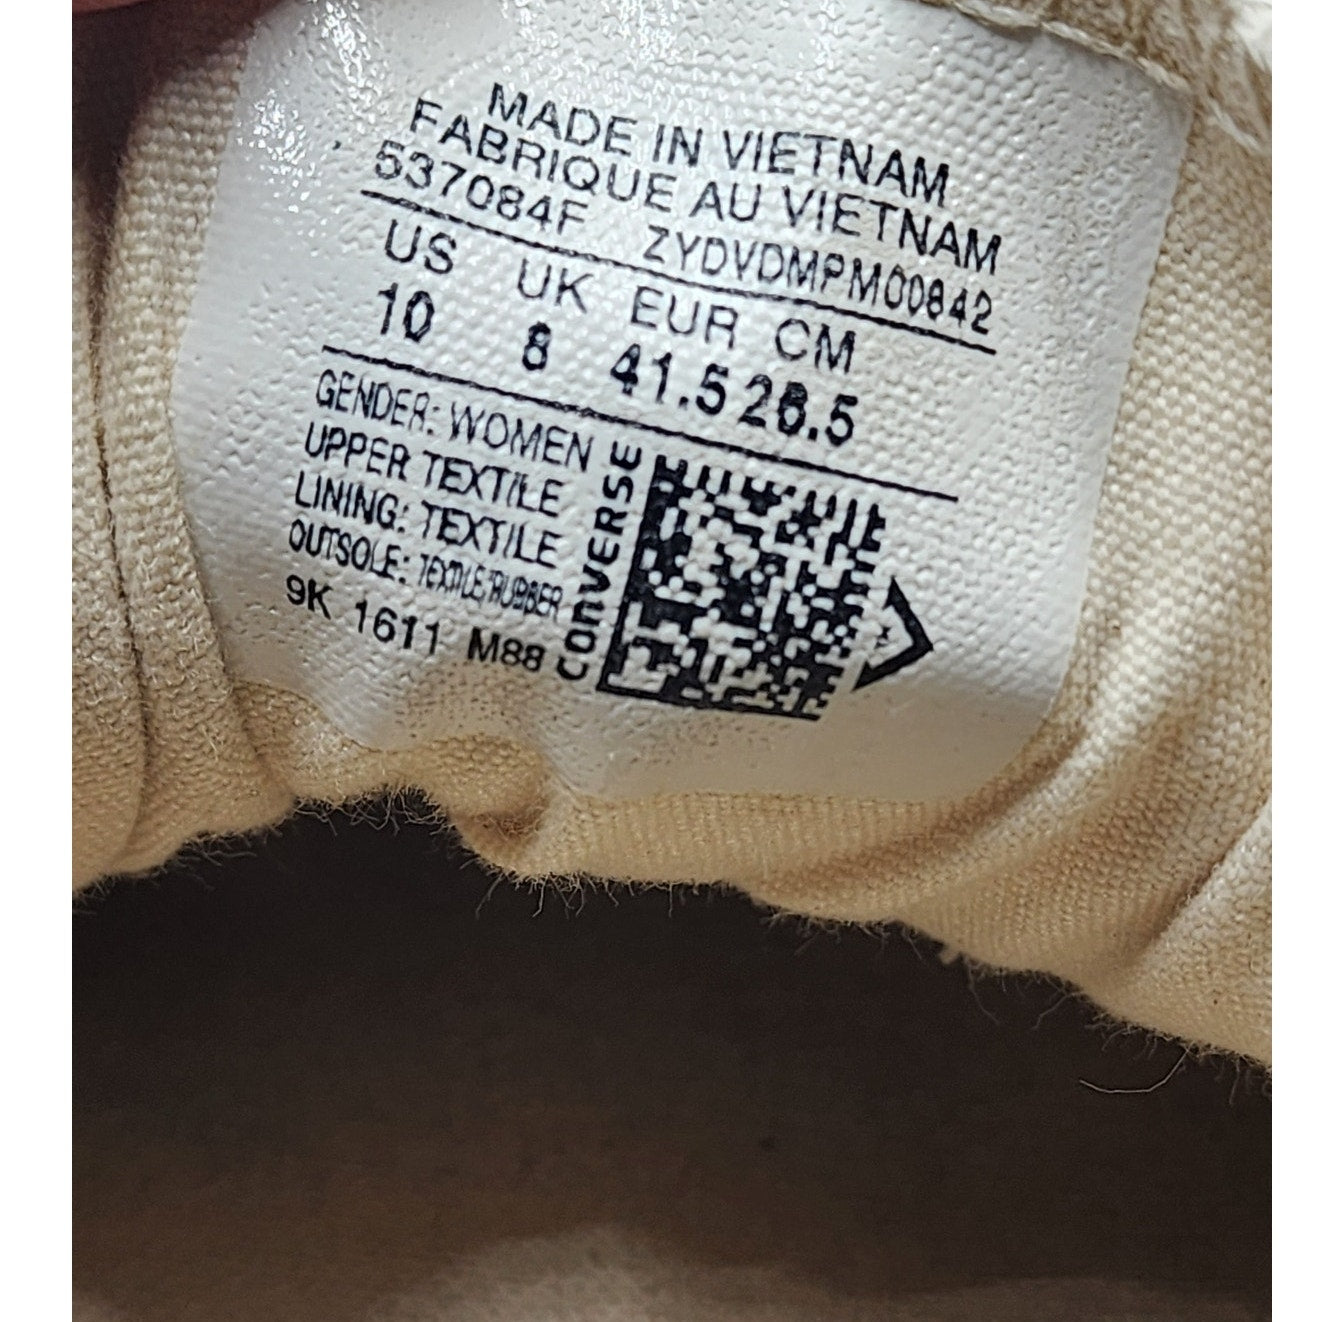 MADE IN VIETNAM
FABRIQUE AU VIETNAM
537084F ZYDVDMPM00842
US UK EUR CM
10 8 41.5 26.5
GENDER: WOMEN
UPPER TEXTILE
LINING: TEXTILE
OUTSOLE: TEXTILE/RUBBER
9K 1611 M88
CONVERSE